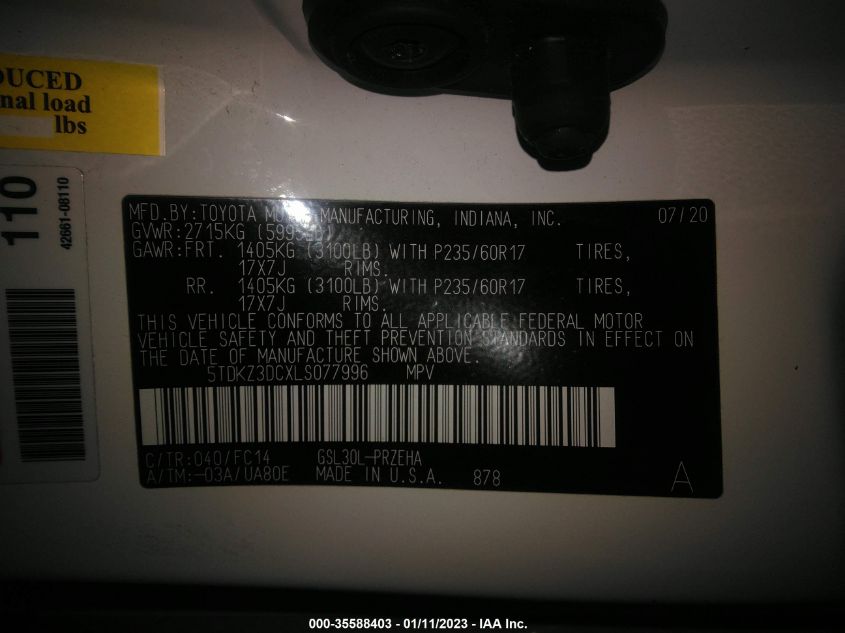 DUCED
nal load
lbs
110
42661-08110
MFD.BY:TOYOTA MANUFACTURING, INDIANA, INC. 07/20
GVWR:2715KG
GAWR:FRT. 1405KG (3100LB) WITH P235/60R17 TIRES,
17X7J RIMS.
RR. 1405KG (3100LB) WITH P235/60R17 TIRES,
17X7J RIMS.
THIS VEHICLE CONFORMS TO ALL APPLICABLE FEDERAL MOTOR
VEHICLE SAFETY AND THEFT PREVENTION STANDARDS IN EFFECT ON
THE DATE OF MANUFACTURE SHOWN ABOVE.
5TDKZ3DCXLS077996 MPV
C/TR:040/FC14 GSL30L-PRZEHA
A/TM:-03A/UA80E MADE IN U.S.A. 878 A
000-35588403 - 01/11/2023 - IAA Inc.